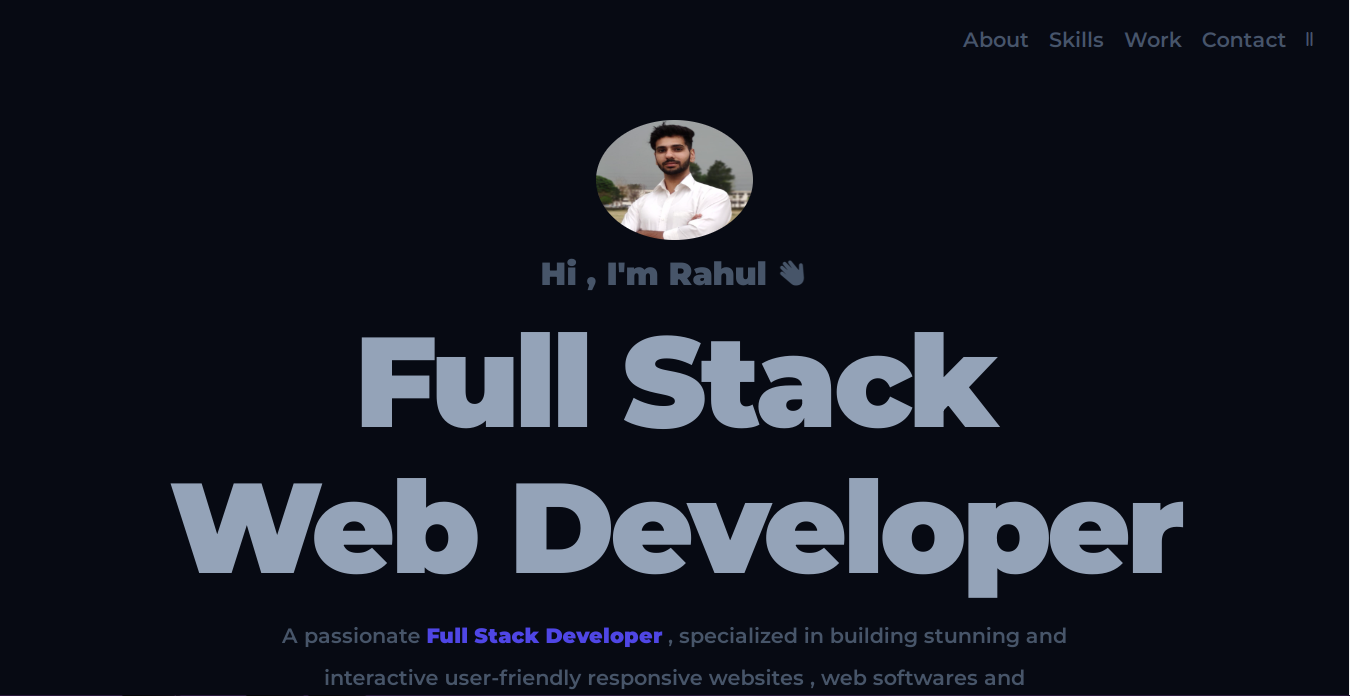 About Skills Work Contact
Hi , I'm Rahul 👋
Full Stack
Web Developer
A passionate Full Stack Developer , specialized in building stunning and
interactive user-friendly responsive websites , web softwares and